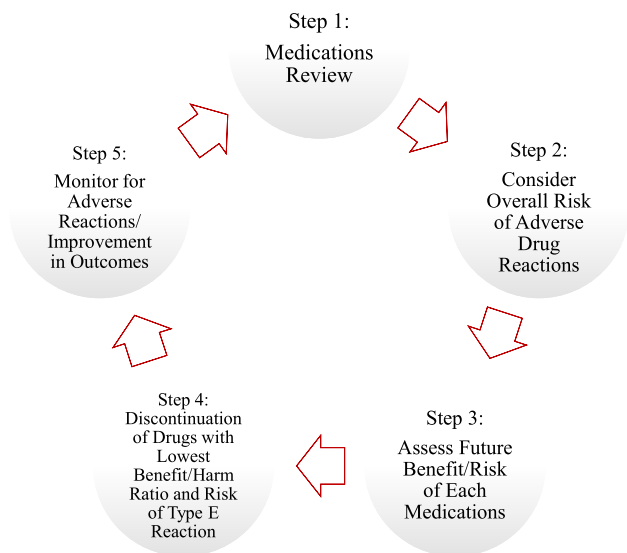 Step 1:
Medications
Review
Step 2:
Consider
Overall Risk
of Adverse
Drug
Reactions
Step 3:
Assess Future
Benefit/Risk
of Each
Medications
Step 4:
Discontinuation
of Drugs with
Lowest
Benefit/Harm
Ratio and Risk
of Type E
Reaction
Step 5:
Monitor for
Adverse
Reactions/
Improvement
in Outcomes